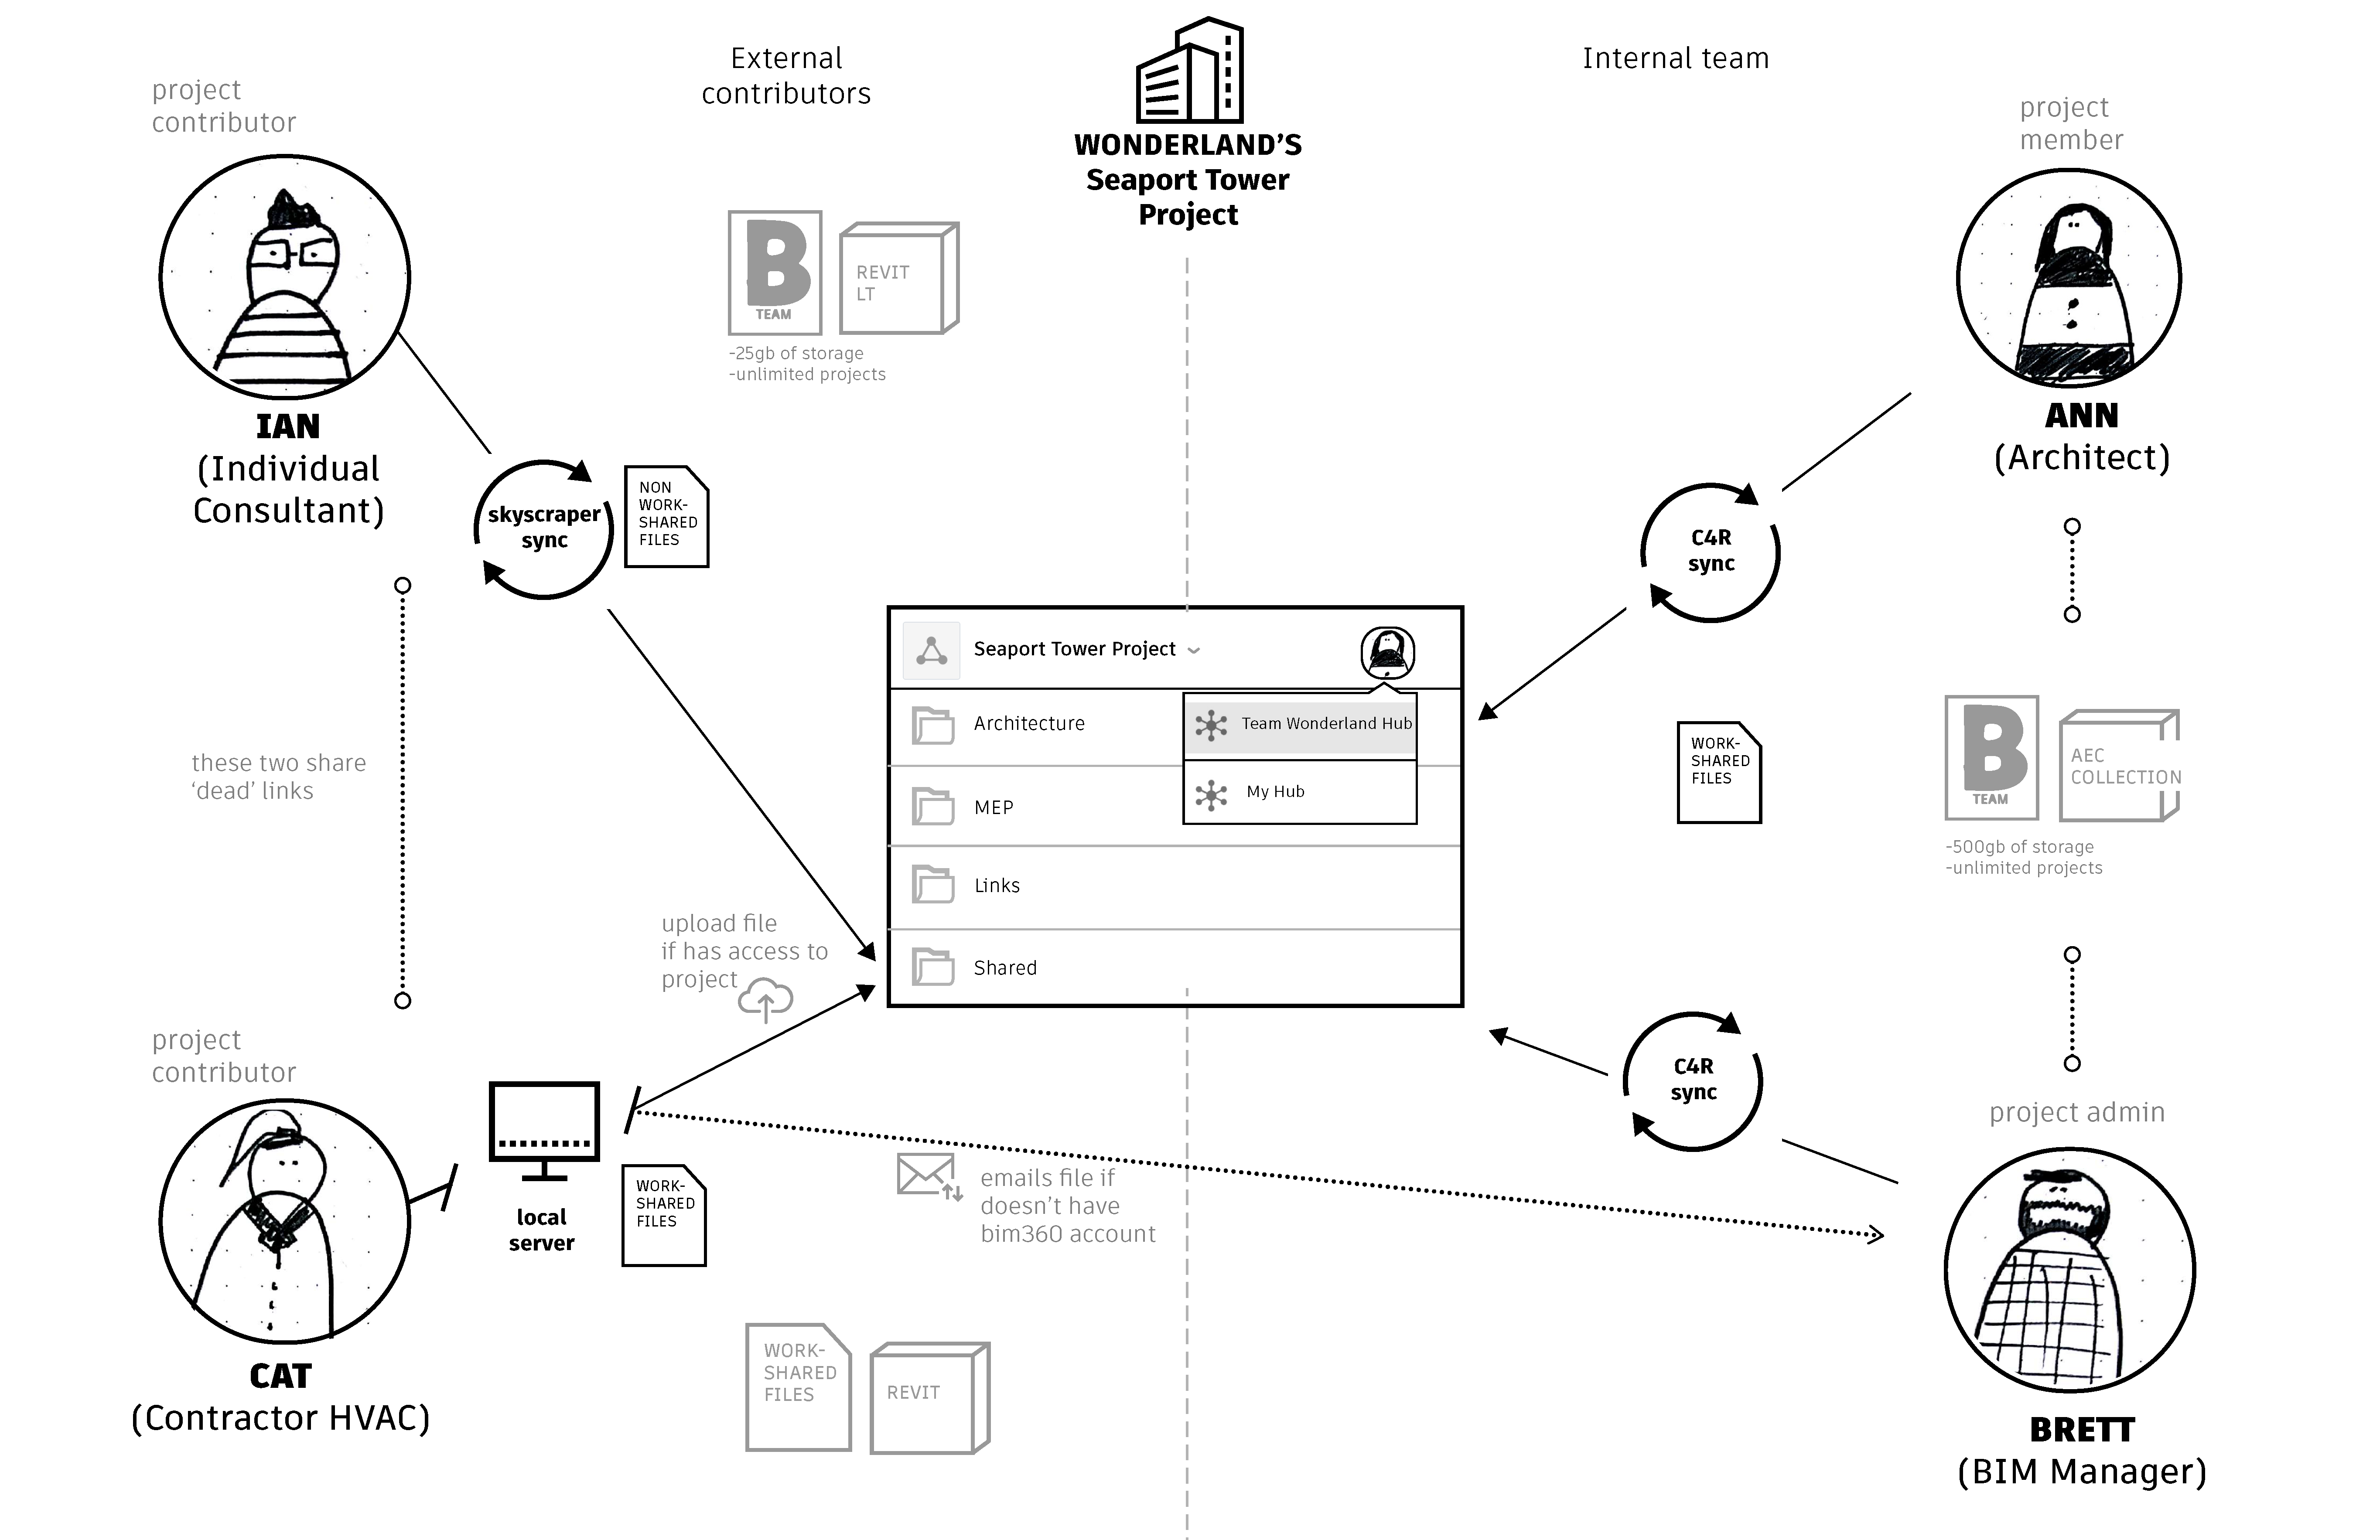 External
contributors
WONDERLAND'S
Seaport Tower
Project
Internal team
project
contributor
IAN
(Individual
Consultant)
B
TEAM
REVIT
LT
-25gb of storage
-unlimited projects
project
member
ANN
(Architect)
skyscraper
sync
NON
WORK-
SHARED
FILES
C4R
sync
Seaport Tower Project
Architecture
MEP
Links
Shared
Team Wonderland Hub
My Hub
WORK-
SHARED
FILES
B
TEAM
AEC
COLLECTION
-500gb of storage
-unlimited projects
these two share
‘dead’ links
upload file
if has access to
project
project
contributor
CAT
(Contractor HVAC)
local
server
WORK-
SHARED
FILES
emails file if
doesn’t have
bim360 account
C4R
sync
project admin
BRETT
(BIM Manager)
WORK-
SHARED
FILES
REVIT